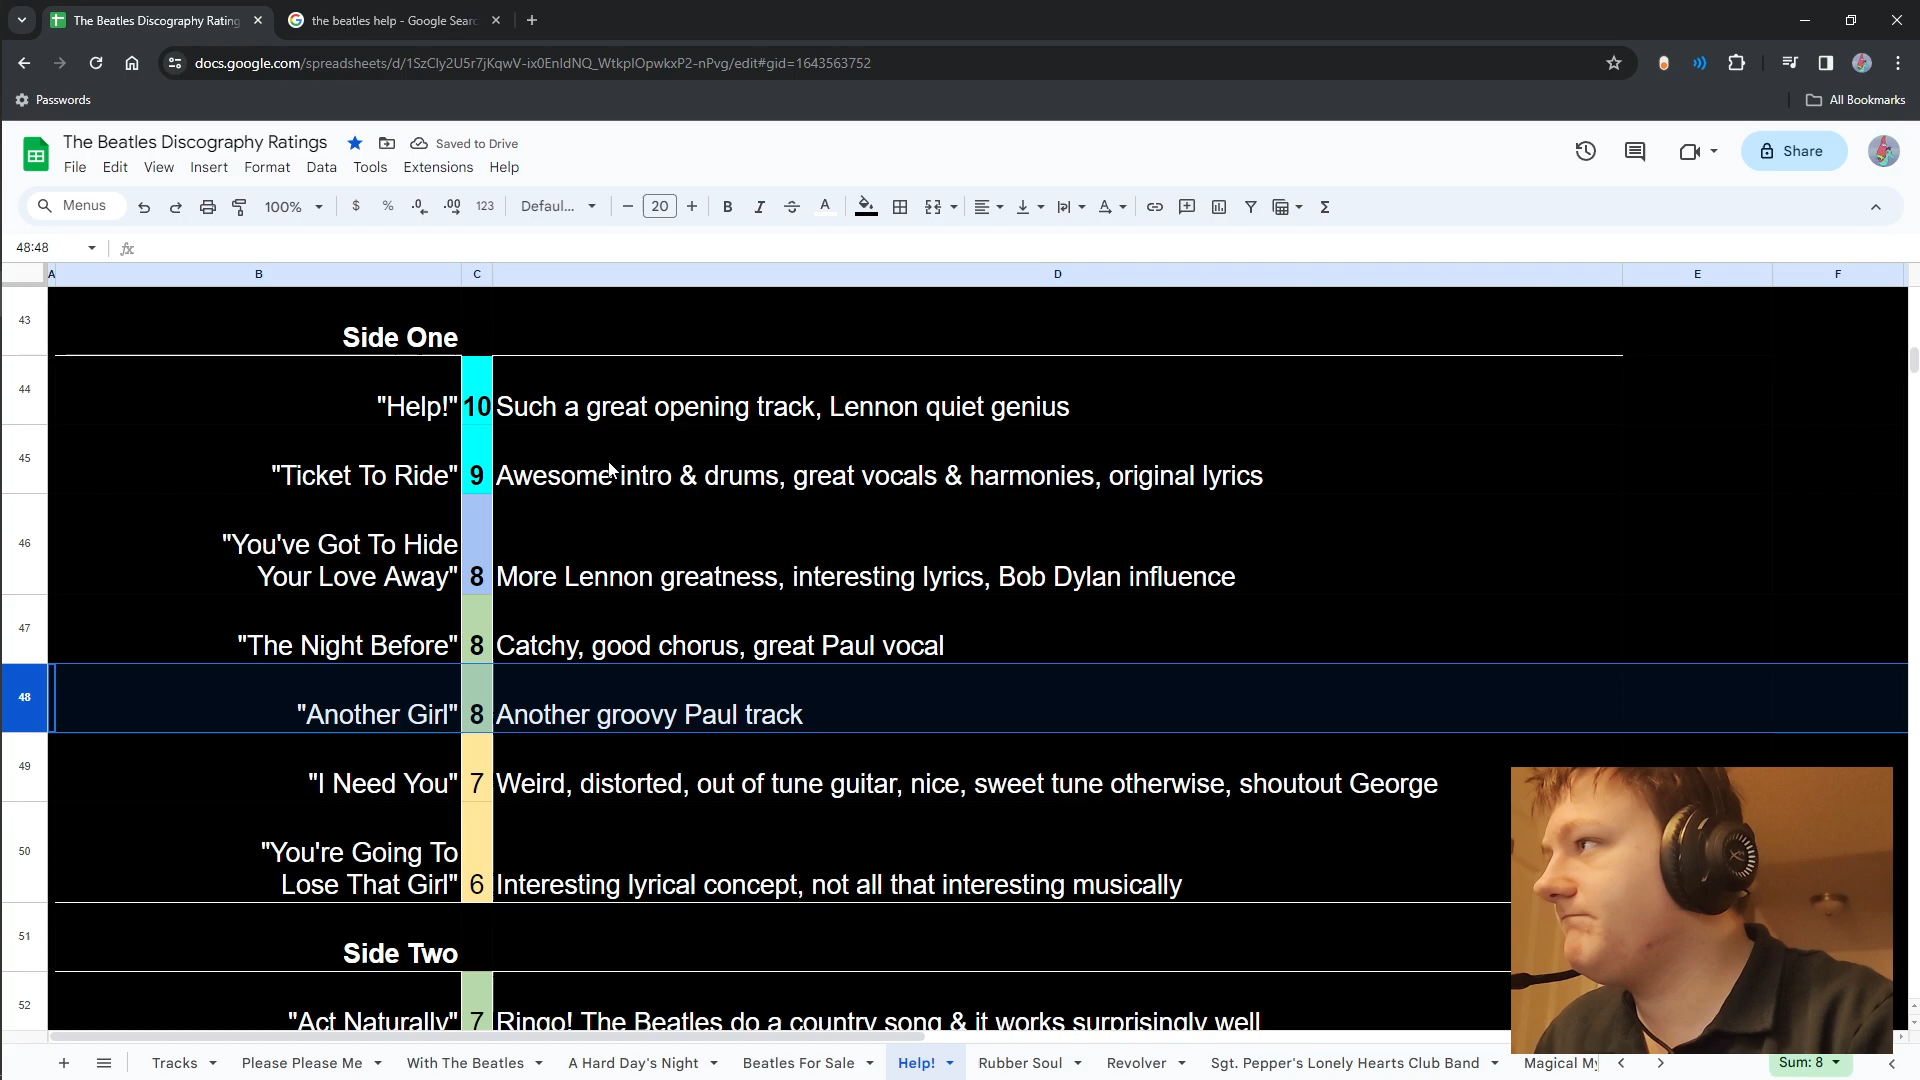 The Beatles Discography Rating
the beatles help - Google Searc
docs.google.com/spreadsheets/d/1SzCly2U5r7jKqwV-ix0EnIdNQ_WtkpIOpwkxP2-nPvg/edit#gid=1643563752
Passwords
All Bookmarks
The Beatles Discography Ratings
Saved to Drive
File Edit View Insert Format Data Tools Extensions Help
Share
Menus
100%
$ % .0 .00 123
Defaul...
20
B I S A
Σ
48:48
fx
A B C D E F
43 Side One
44 "Help!" 10 Such a great opening track, Lennon quiet genius
45 "Ticket To Ride" 9 Awesome intro & drums, great vocals & harmonies, original lyrics
46 "You've Got To Hide
Your Love Away" 8 More Lennon greatness, interesting lyrics, Bob Dylan influence
47 "The Night Before" 8 Catchy, good chorus, great Paul vocal
48 "Another Girl" 8 Another groovy Paul track
49 "I Need You" 7 Weird, distorted, out of tune guitar, nice, sweet tune otherwise, shoutout George
50 "You're Going To
Lose That Girl" 6 Interesting lyrical concept, not all that interesting musically
51 Side Two
52 "Act Naturally" 7 Ringo! The Beatles do a country song & it works surprisingly well
Tracks Please Please Me With The Beatles A Hard Day's Night Beatles For Sale Help! Rubber Soul Revolver Sgt. Pepper's Lonely Hearts Club Band Magical My
Sum: 8